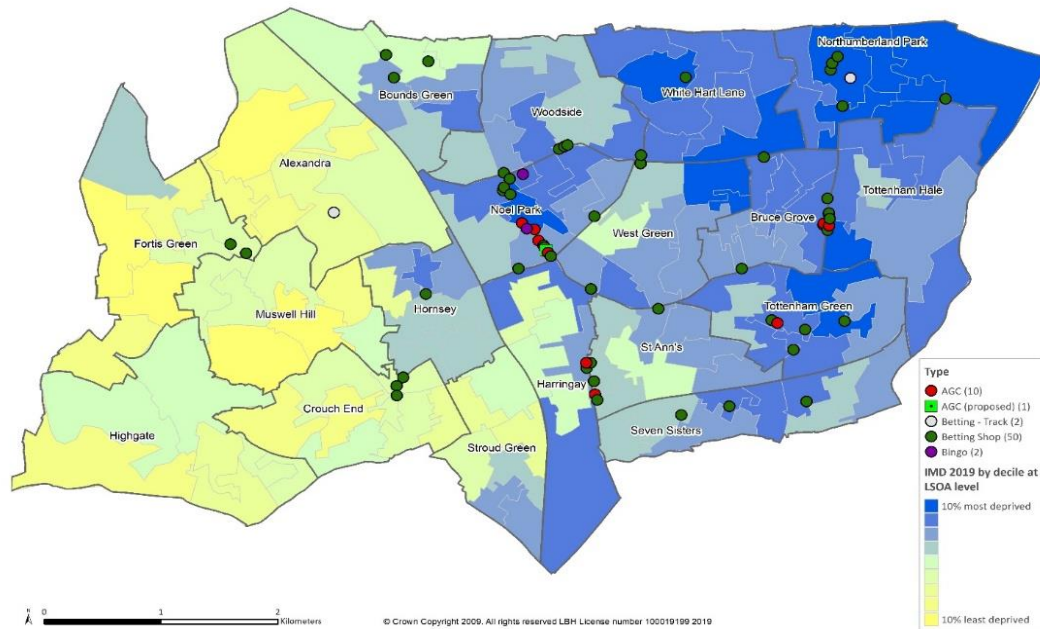 Northumberland Park
Bounds Green
White Hart Lane
Woodside
Alexandra
Tottenham Hale
Noel Park
Bruce Grove
West Green
Fortis Green
Tottenham Green
Hornsey
Muswell Hill
St Ann's
Harringay
Crouch End
Seven Sisters
Highgate
Stroud Green
Type
AGC (10)
AGC (proposed) (1)
Betting - Track (2)
Betting Shop (50)
Bingo (2)
IMD 2019 by decile at
LSOA level
10% most deprived
10% least deprived
N
0 1 2
Kilometers
© Crown Copyright 2009. All rights reserved LBH License number 100019199 2019